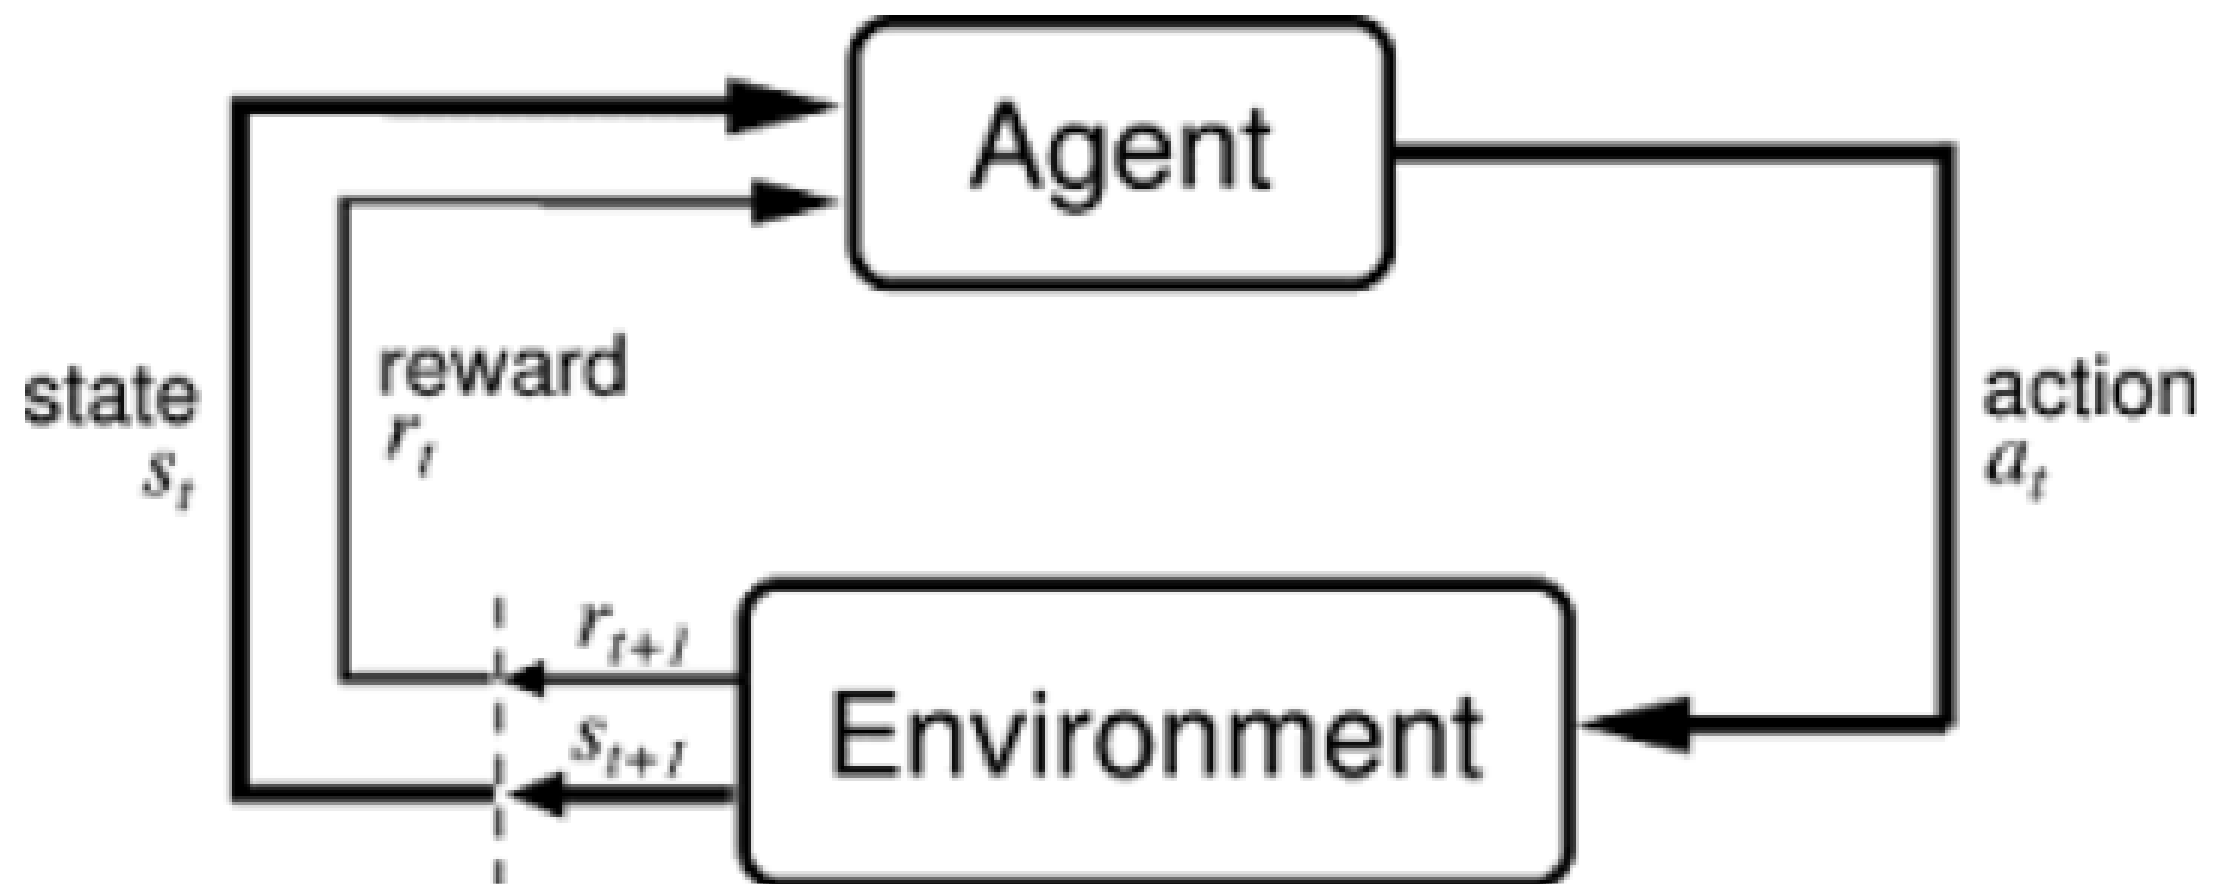 Agent
state
s_t
reward
r_t
action
a_t
r_{t+1}
s_{t+1}
Environment